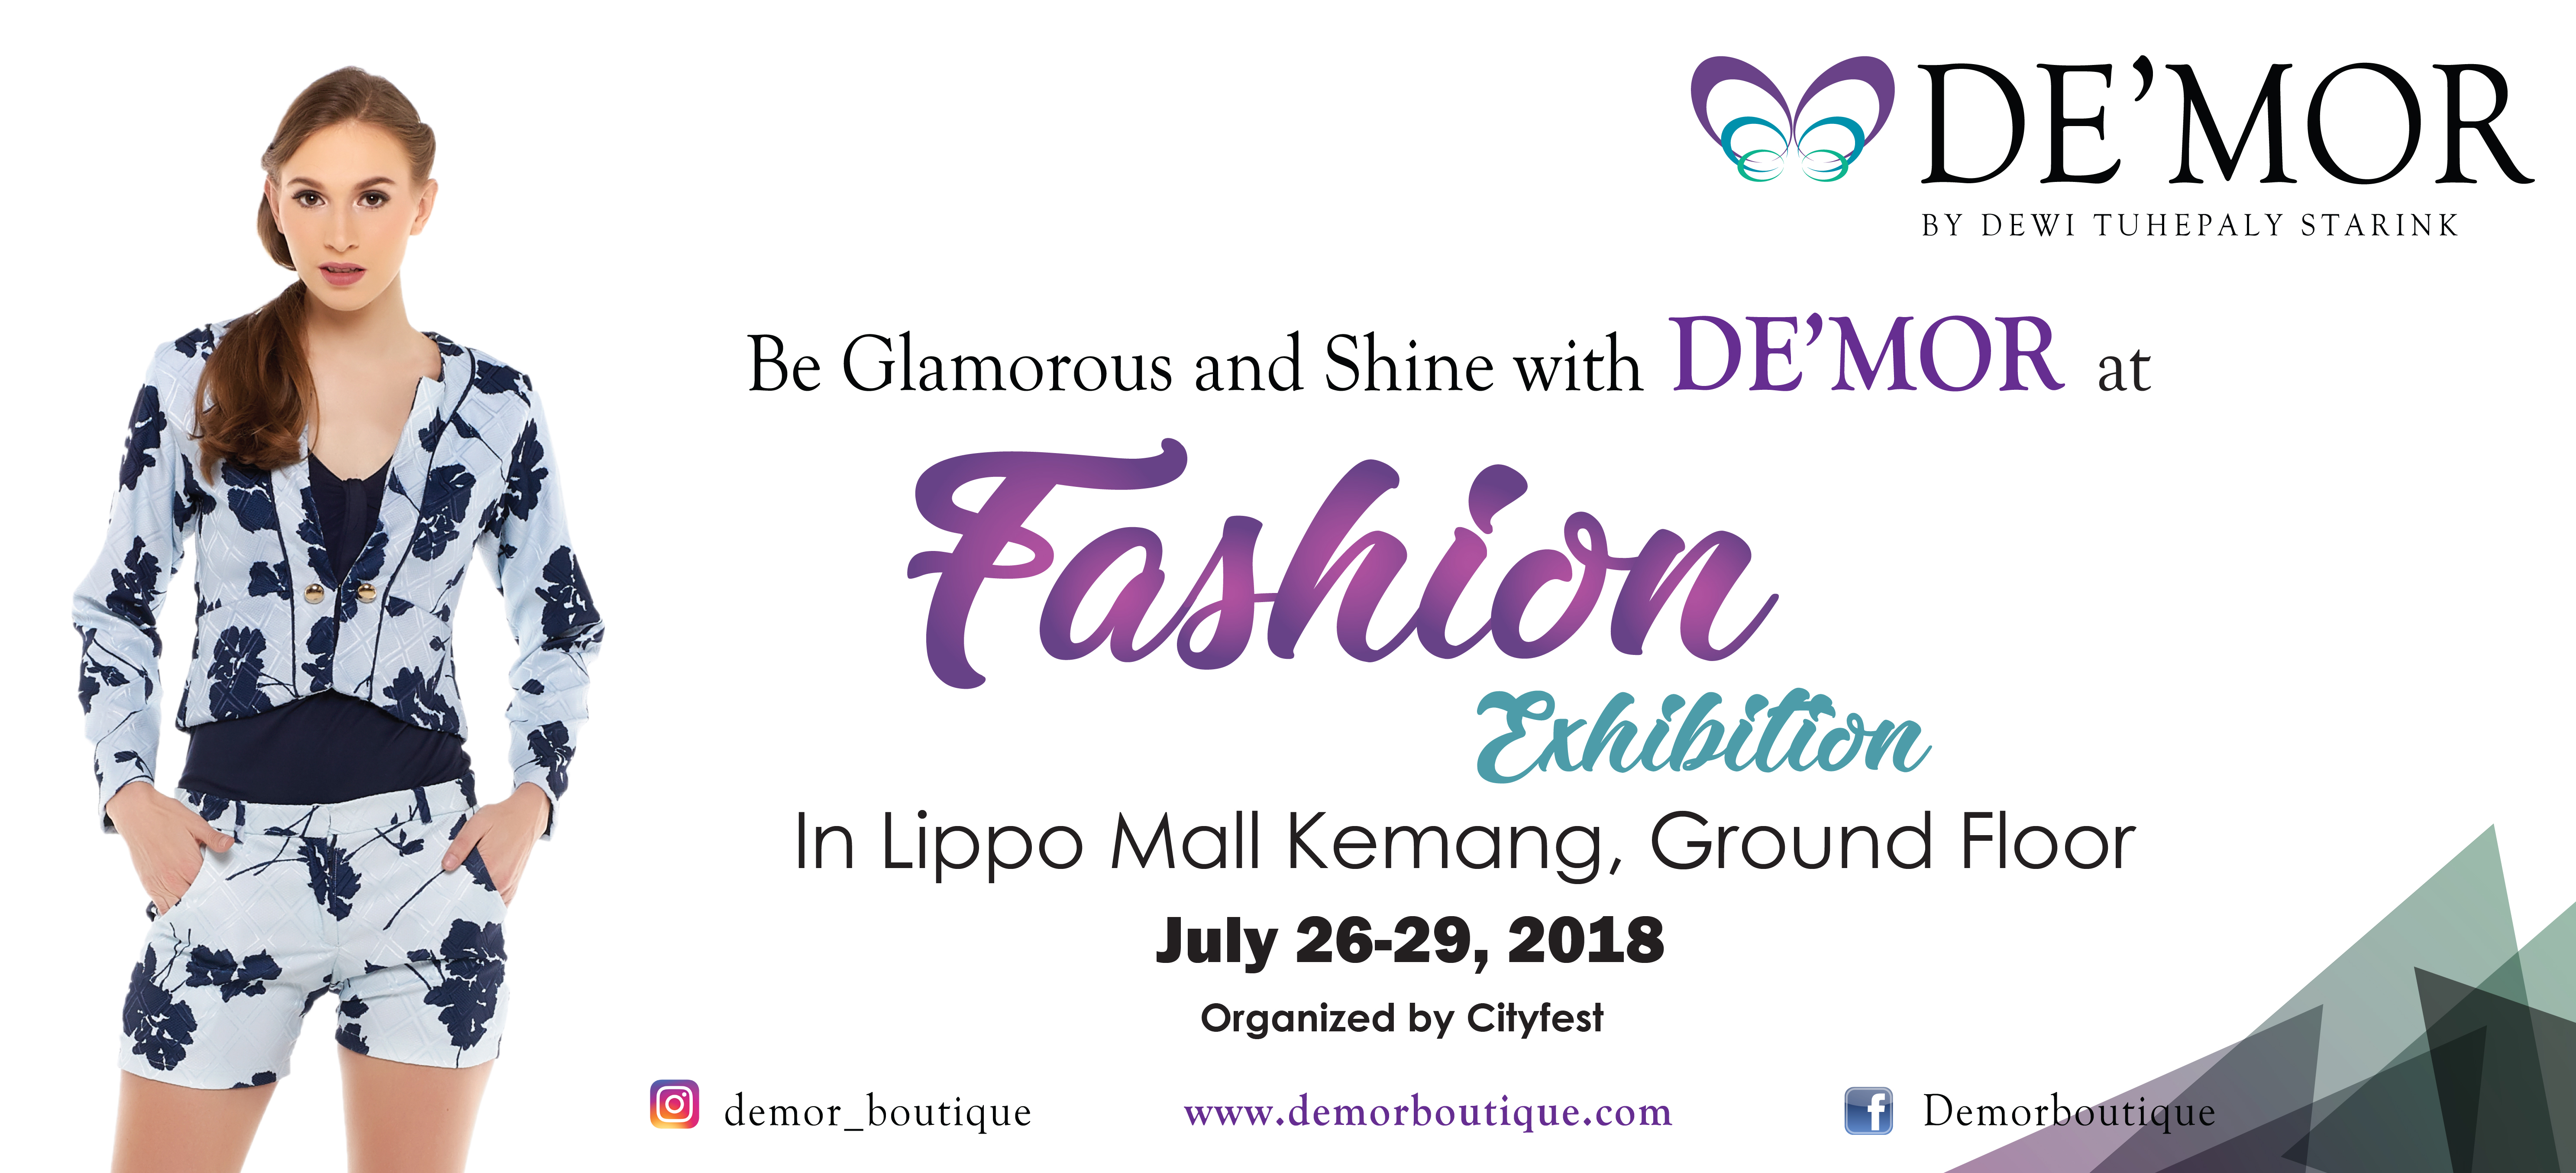 DE’MOR
BY DEWI TUHEPALY STARINK
Be Glamorous and Shine with DE’MOR at
Fashion
Exhibition
In Lippo Mall Kemang, Ground Floor
July 26-29, 2018
Organized by Cityfest
demor_boutique
www.demorboutique.com
Demorboutique